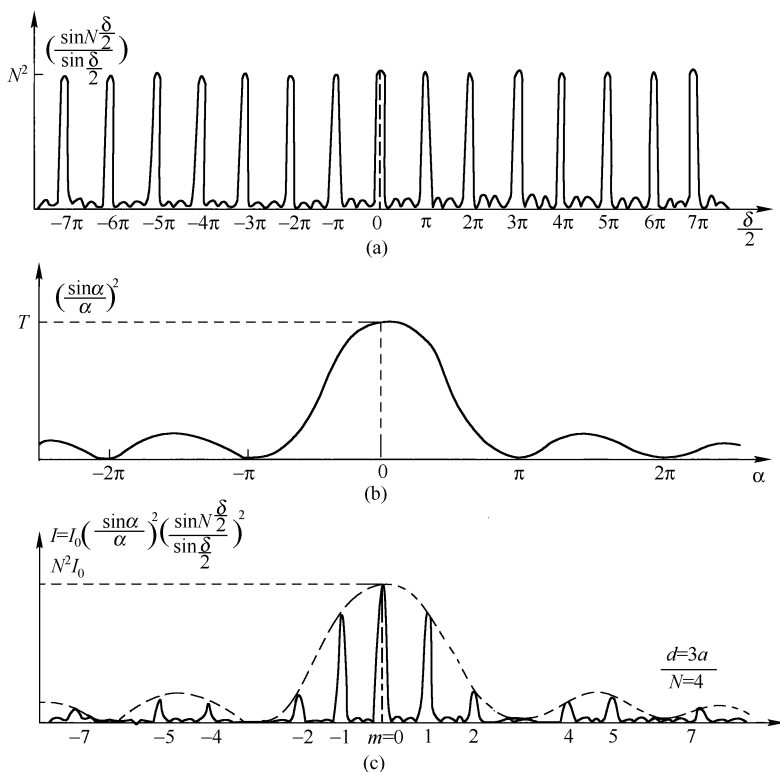 (sinN δ/2 / sin δ/2)
N²
−7π −6π −5π −4π −3π −2π −π 0 π 2π 3π 4π 5π 6π 7π δ/2
(a)
(sinα/α)²
T
−2π −π 0 π 2π α
(b)
I=I₀(sinα/α)²(sinN δ/2 / sin δ/2)²
N²I₀
d=3a
N=4
−7 −5 −4 −2 −1 m=0 1 2 4 5 7
(c)